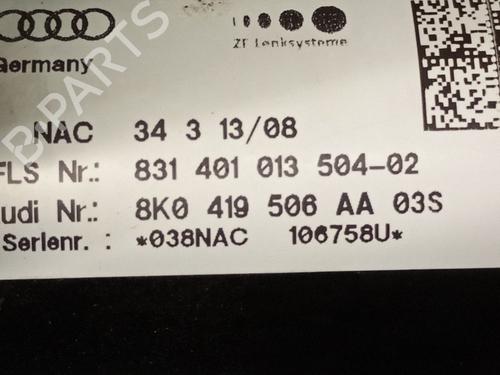 Germany
ZF Lenksysteme
NAC 34 3 13/08
FLS Nr.: 831 401 013 504-02
udi Nr.: 8K0 419 506 AA 03S
Serienr. : *038NAC 106758U*
B-PARTS